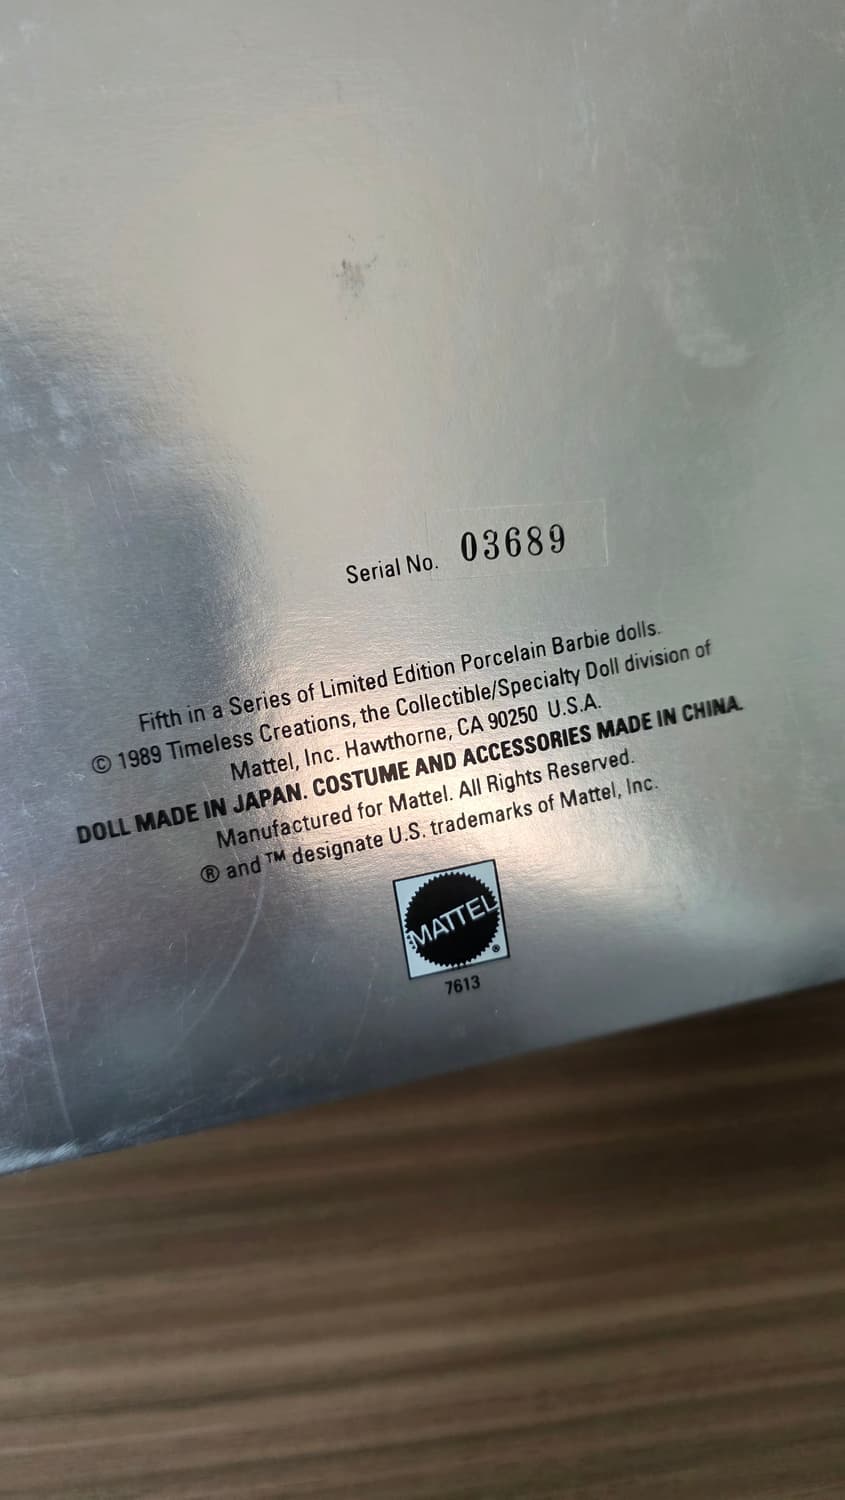 Serial No. 03689
Fifth in a Series of Limited Edition Porcelain Barbie dolls.
© 1989 Timeless Creations, the Collectible/Specialty Doll division of
Mattel, Inc. Hawthorne, CA 90250 U.S.A.
DOLL MADE IN JAPAN. COSTUME AND ACCESSORIES MADE IN CHINA.
Manufactured for Mattel. All Rights Reserved.
® and ™ designate U.S. trademarks of Mattel, Inc.
MATTEL ®
7613